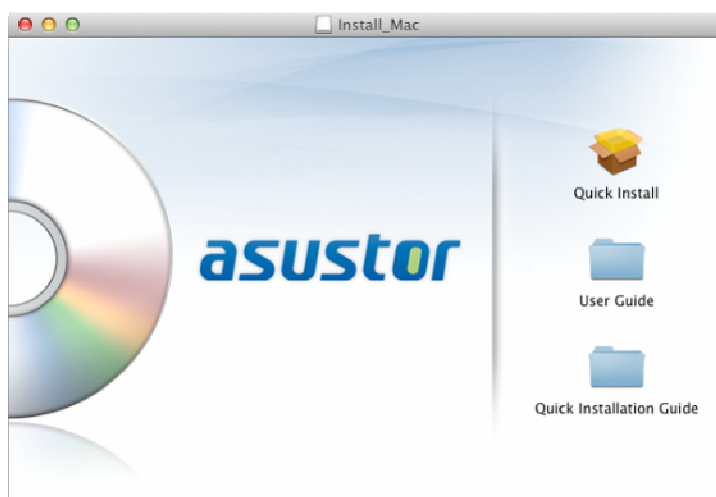 Install_Mac
asustor
Quick Install
User Guide
Quick Installation Guide